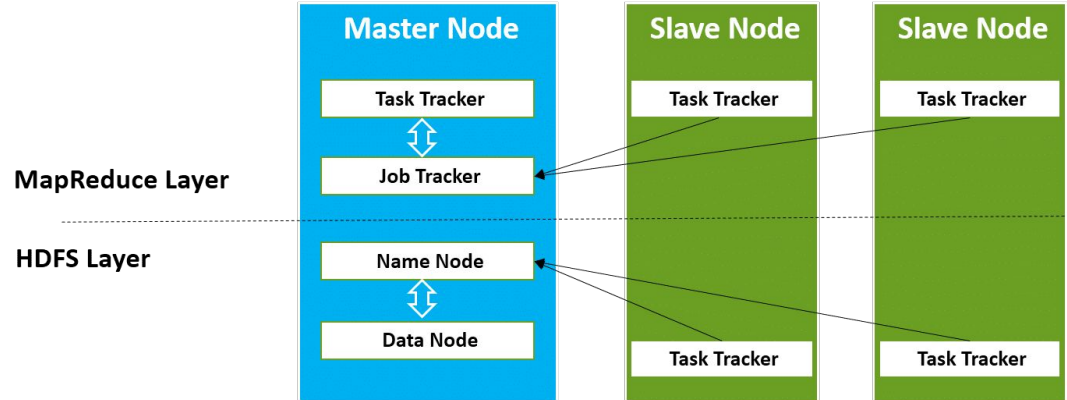 Master Node
Slave Node
Slave Node
Task Tracker
Task Tracker
Task Tracker
Job Tracker
MapReduce Layer
HDFS Layer
Name Node
Data Node
Task Tracker
Task Tracker